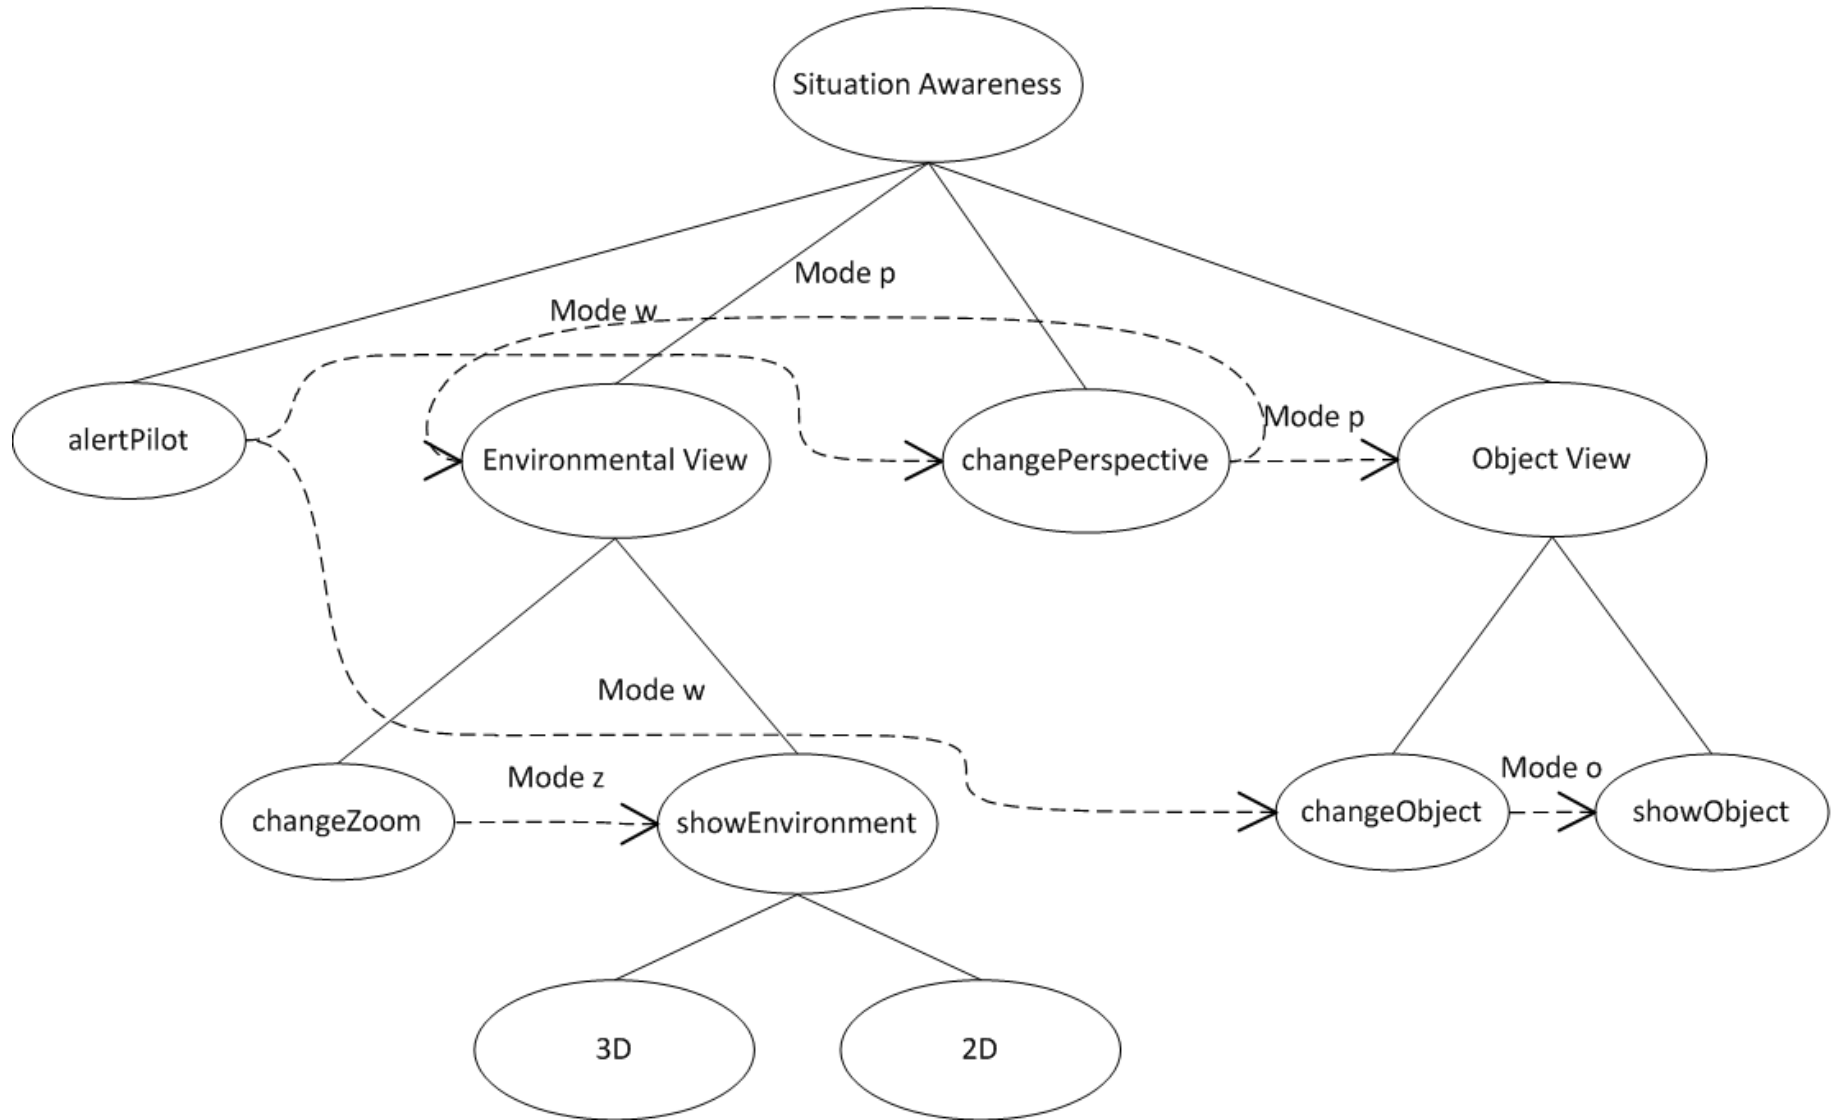 Situation Awareness
Mode p
Mode w
Mode p
alertPilot
Environmental View
changePerspective
Object View
Mode w
Mode z
Mode o
changeZoom
showEnvironment
changeObject
showObject
3D
2D